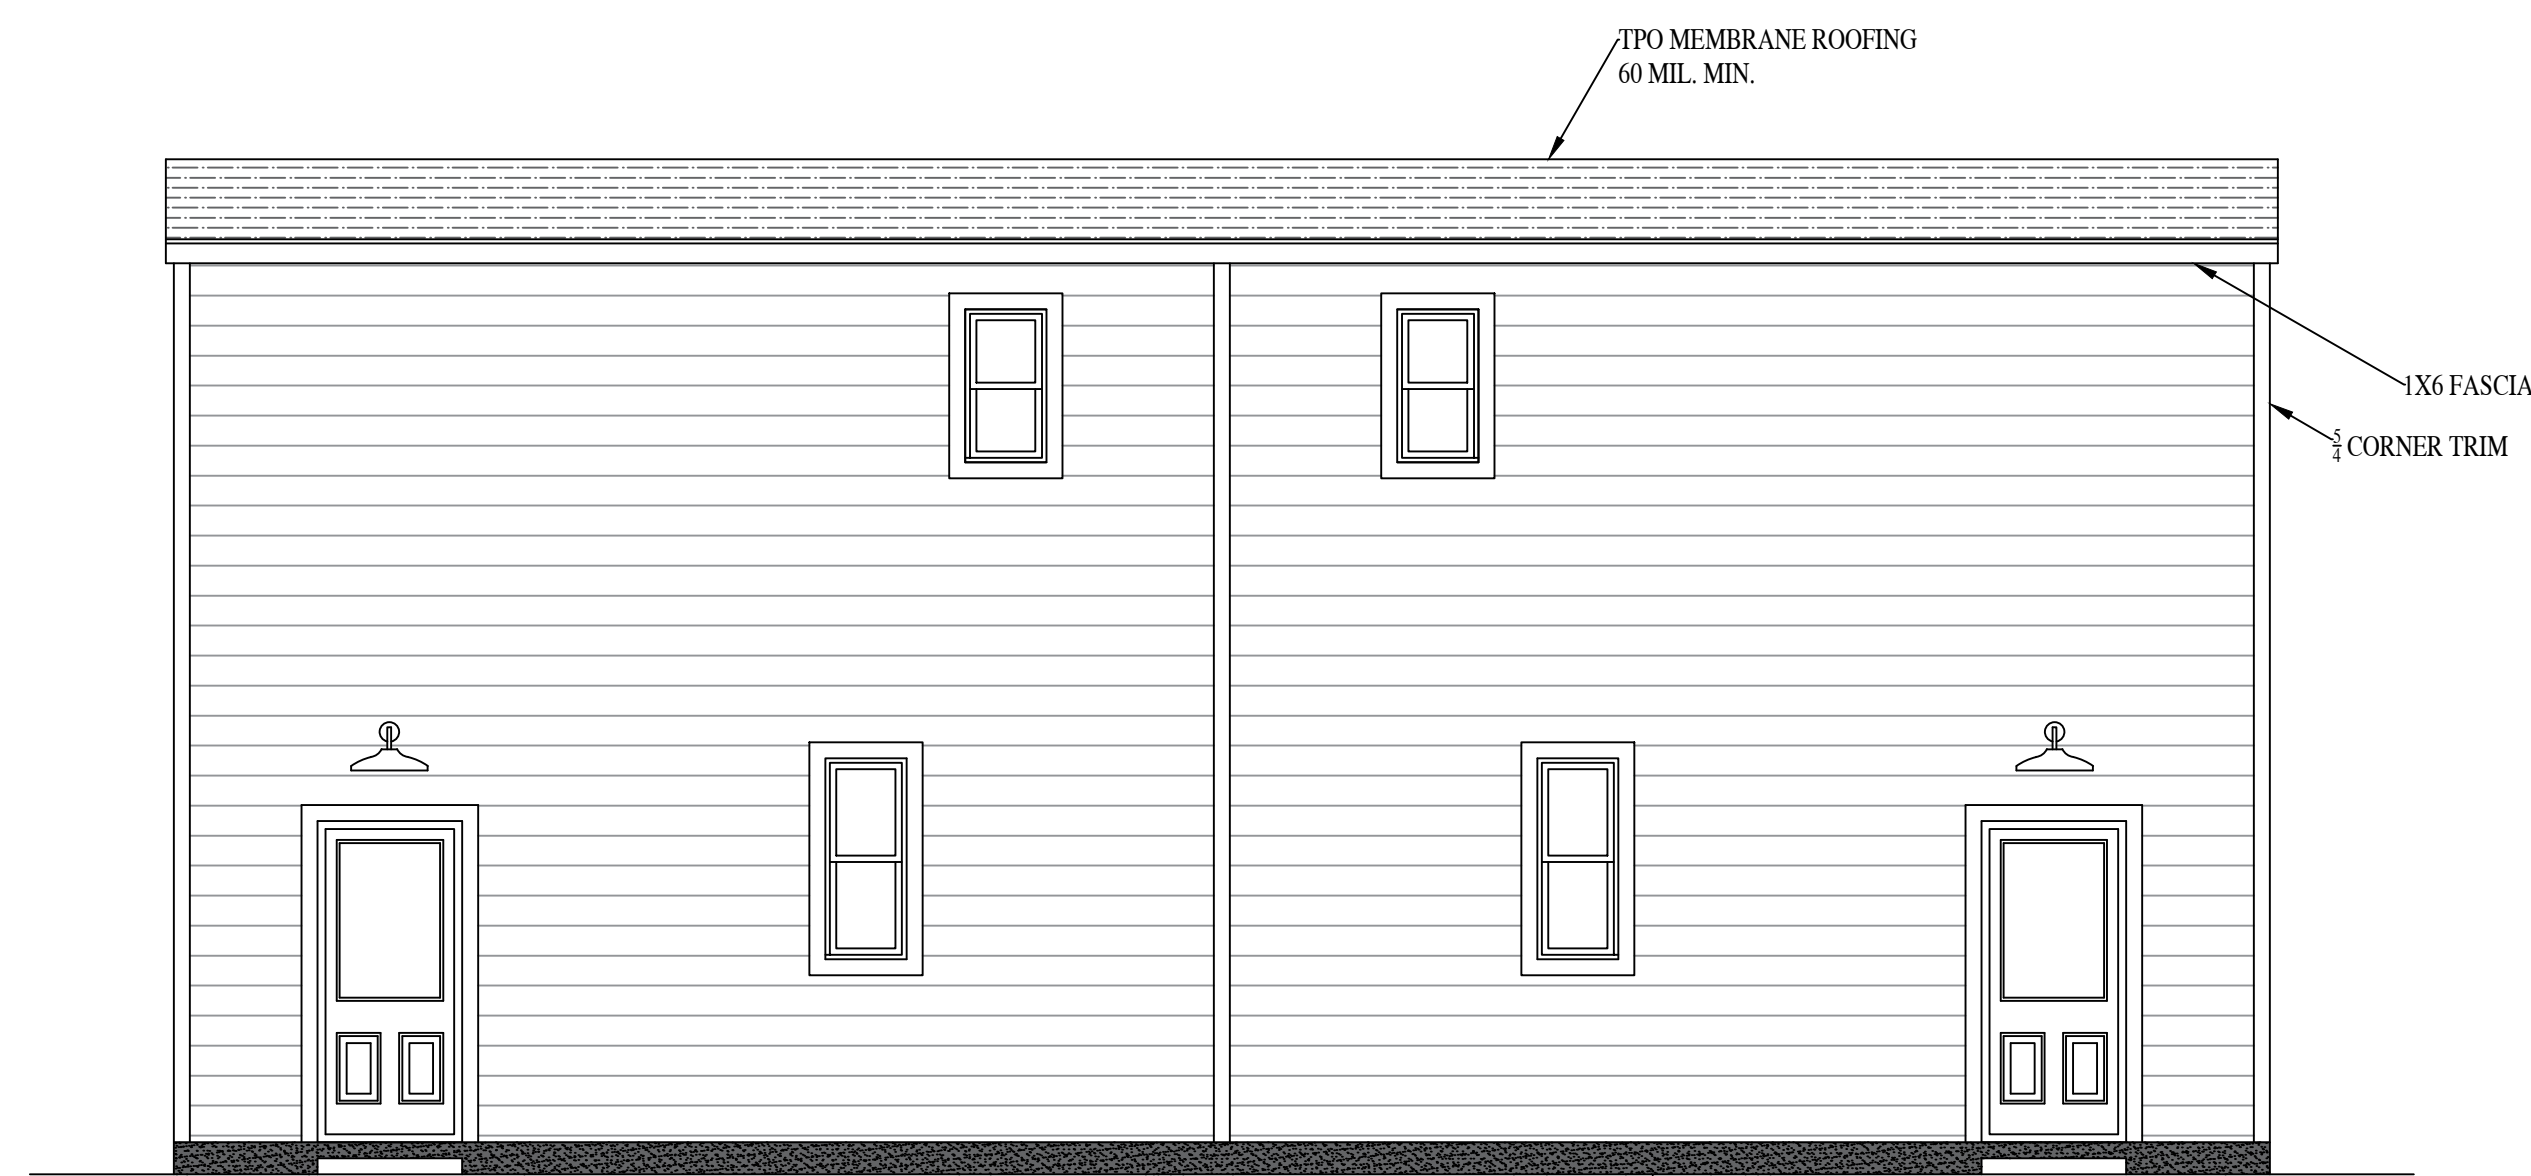 TPO MEMBRANE ROOFING
60 MIL. MIN.
1X6 FASCIA
5/4 CORNER TRIM